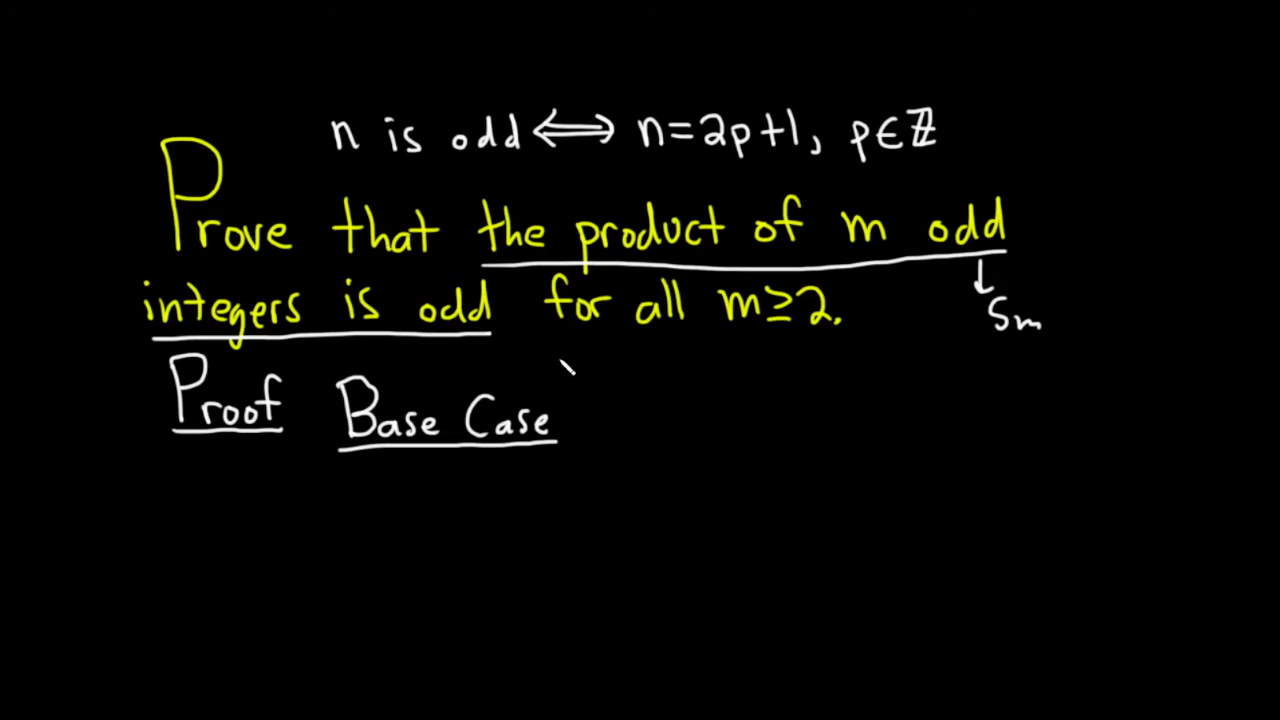 n is odd ⟺ n=2p+1, p∈ℤ
Prove that the product of m odd
integers is odd for all m≥2.
Sm
Proof Base Case